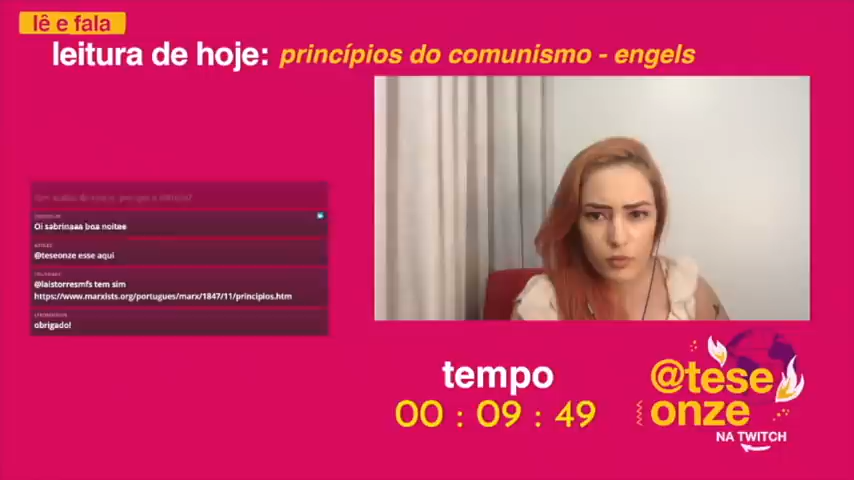 lê e fala
leitura de hoje: princípios do comunismo - engels
Oi sabrinaaa boa noitee
@teseonze esse aqui
@laistorresmfs tem sim
https://www.marxists.org/portugues/marx/1847/11/principios.htm
obrigado!
tempo
00 : 09 : 49
@tese
onze
NA TWITCH